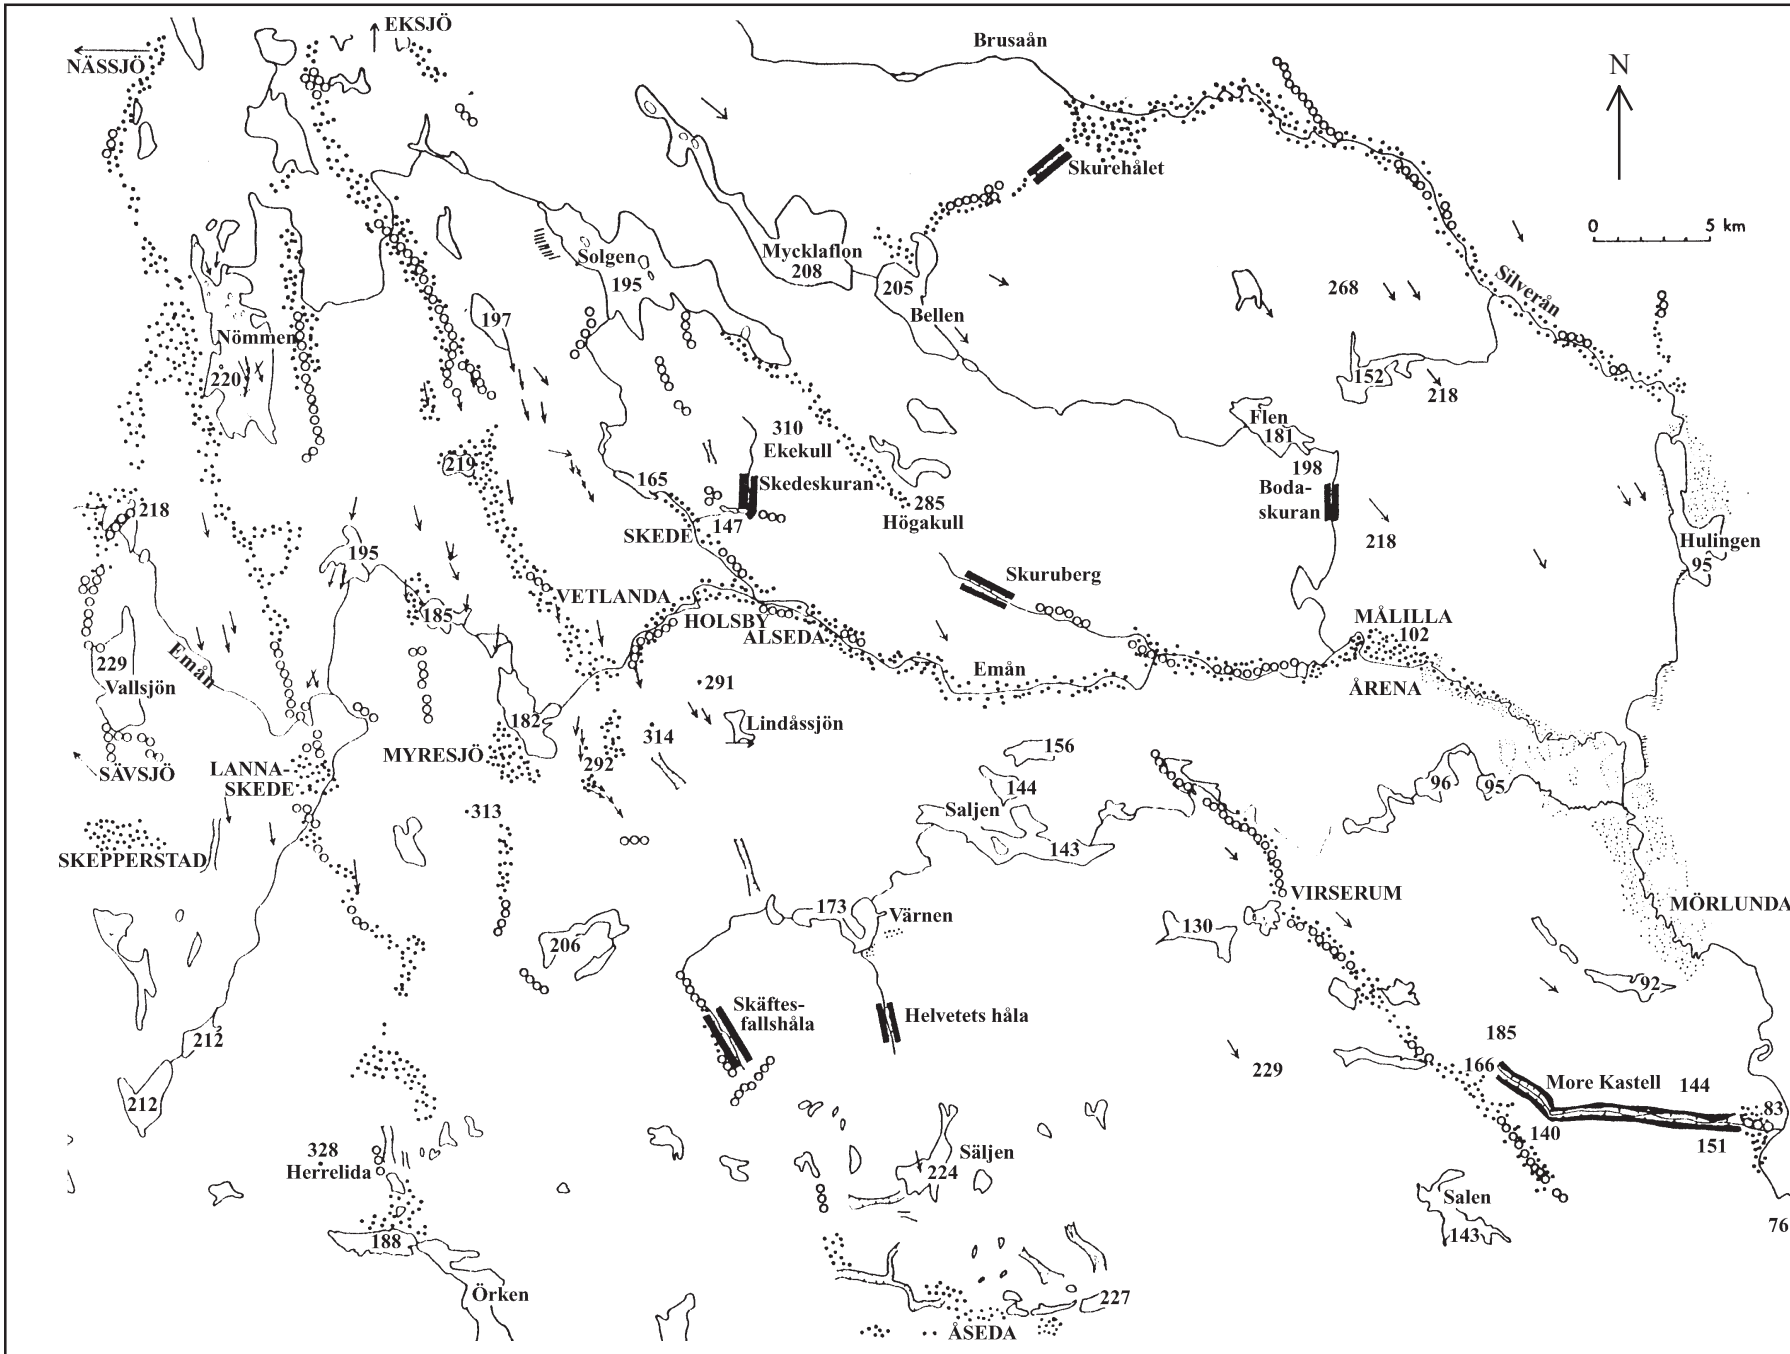 EKSJÖ
NÄSSJÖ
Brusaån
N
Skurehålet
0 5 km
Solgen
195
Mycklaflon
208
205
Bellen
268
Silverån
197
Nömmen
220
152
218
310
Ekekull
Flen
181
198
219
165
Skedeskuran
285
Högakull
Boda-
skuran
218
147
SKEDE
218
Hulingen
95
195
Skuruberg
185
VETLANDA
HOLSBY
ALSEDA
MÅLILLA
102
229
Vallsjön
Emån
Emån
ÅRENA
291
182
Lindåssjön
314
156
MYRESJÖ
292
SÄVSJÖ
LANNA-
SKEDE
144
96
95
Saljen
313
143
SKEPPERSTAD
VIRSERUM
MÖRLUNDA
173
Värnen
130
206
92
Skäftes-
fallshåla
Helvetets håla
212
185
166
229
More Kastell
144
83
212
140
151
328
Herrelida
Säljen
224
Salen
143
76
188
Örken
227
ÅSEDA